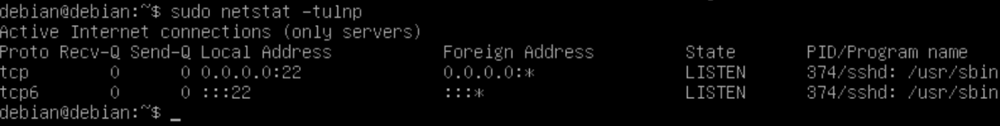 debian@debian:~$ sudo netstat -tulnp
Active Internet connections (only servers)
Proto Recv-Q Send-Q Local Address           Foreign Address         State       PID/Program name
tcp        0      0 0.0.0.0:22              0.0.0.0:*               LISTEN      374/sshd: /usr/sbin
tcp6       0      0 :::22                   :::*                    LISTEN      374/sshd: /usr/sbin
debian@debian:~$ _